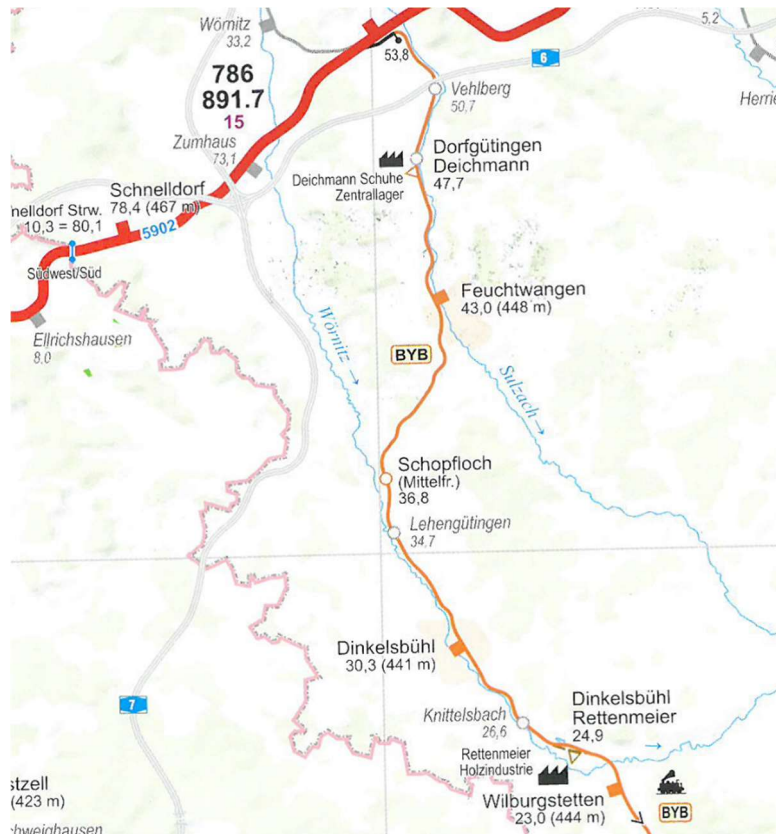 Wörnitz
33,2
5,2
53,8
6
786
891.7
15
Vehlberg
50,7
Zumhaus
73,1
Dorfgütingen
Deichmann
47,7
Deichmann Schuhe
Zentrallager
Schnelldorf
78,4 (467 m)
nelldorf Strw.
10,3 = 80,1
5902
Südwest/Süd
Ellrichshausen
8,0
Herrie
Feuchtwangen
43,0 (448 m)
Wörnitz →
BYB
Sulzach →
Schopfloch
(Mittelfr.)
36,8
Lehengütingen
34,7
Dinkelsbühl
30,3 (441 m)
7
Knittelsbach
26,6
Dinkelsbühl
Rettenmeier
24,9
Rettenmeier
Holzindustrie
Wilburgstetten
23,0 (444 m)
BYB
tzell
(423 m)
chweighausen